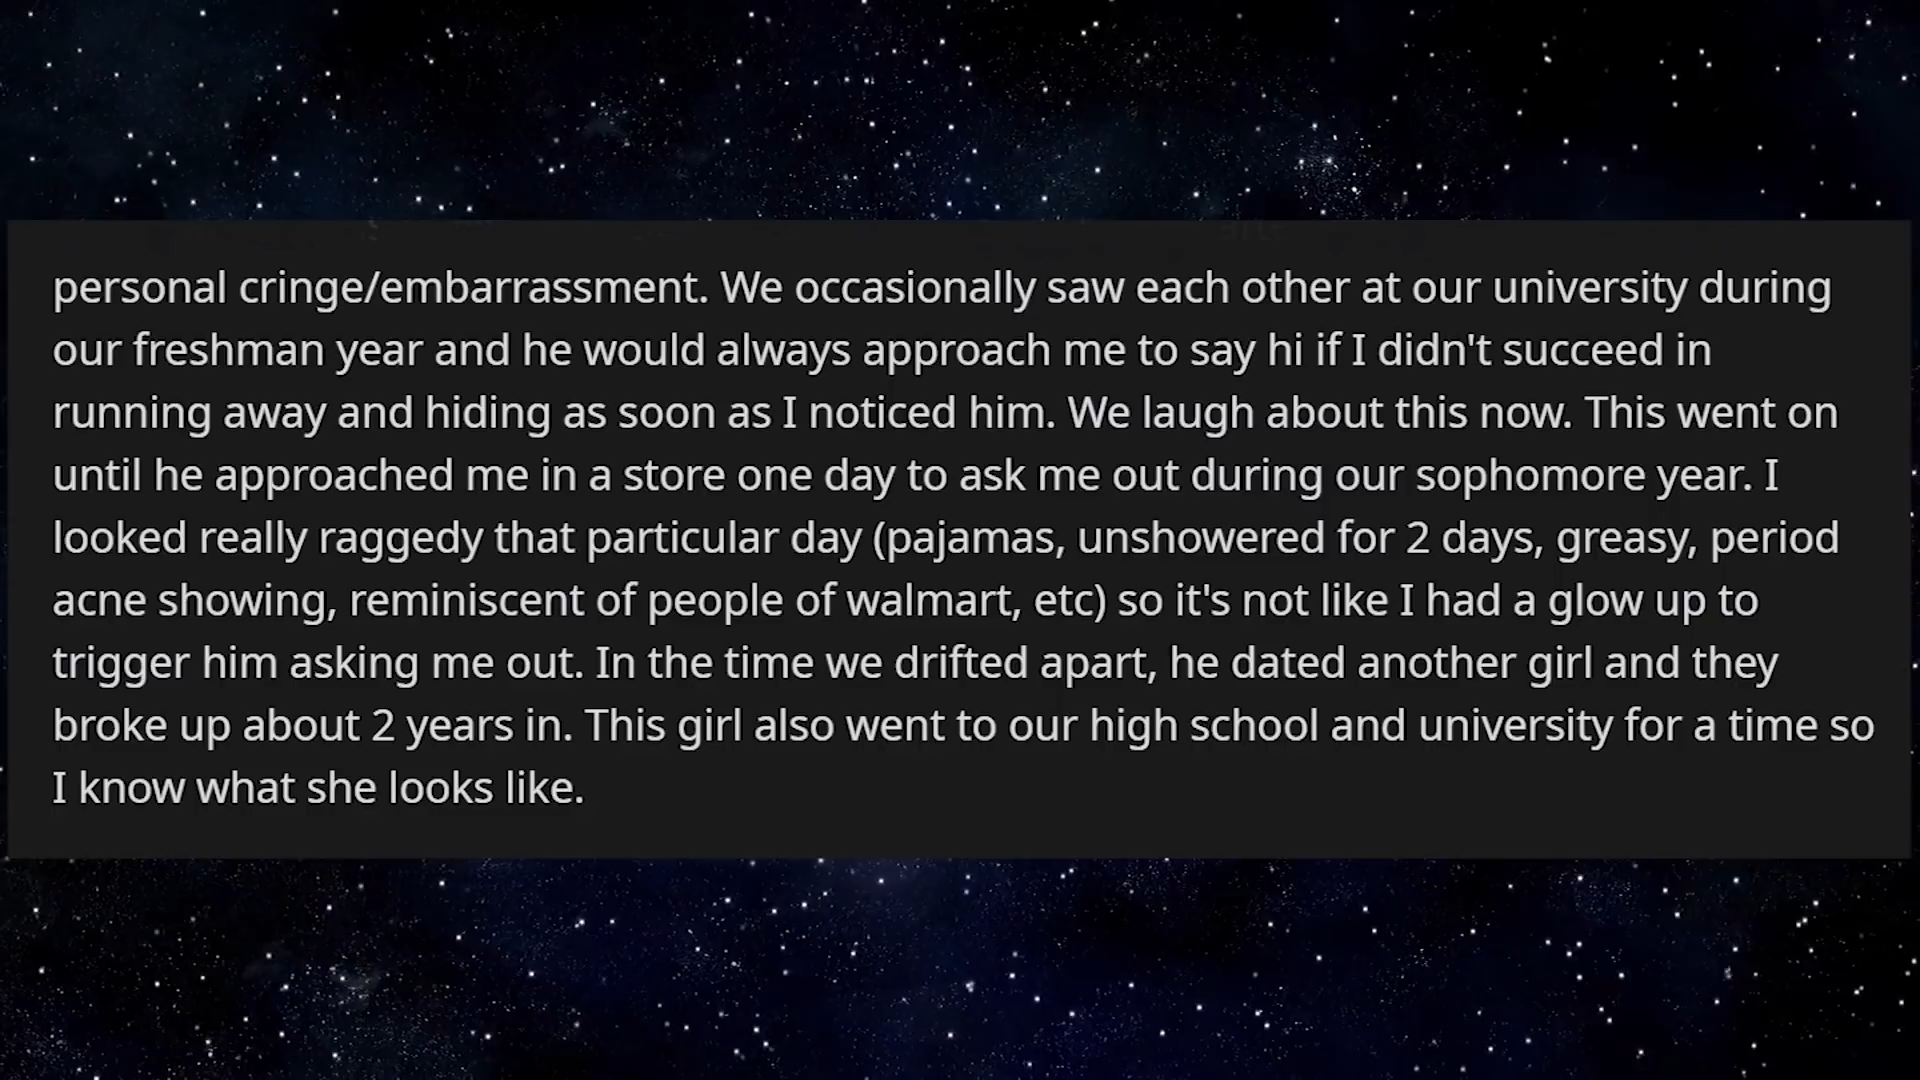 personal cringe/embarrassment. We occasionally saw each other at our university during
our freshman year and he would always approach me to say hi if I didn't succeed in
running away and hiding as soon as I noticed him. We laugh about this now. This went on
until he approached me in a store one day to ask me out during our sophomore year. I
looked really raggedy that particular day (pajamas, unshowered for 2 days, greasy, period
acne showing, reminiscent of people of walmart, etc) so it's not like I had a glow up to
trigger him asking me out. In the time we drifted apart, he dated another girl and they
broke up about 2 years in. This girl also went to our high school and university for a time so
I know what she looks like.